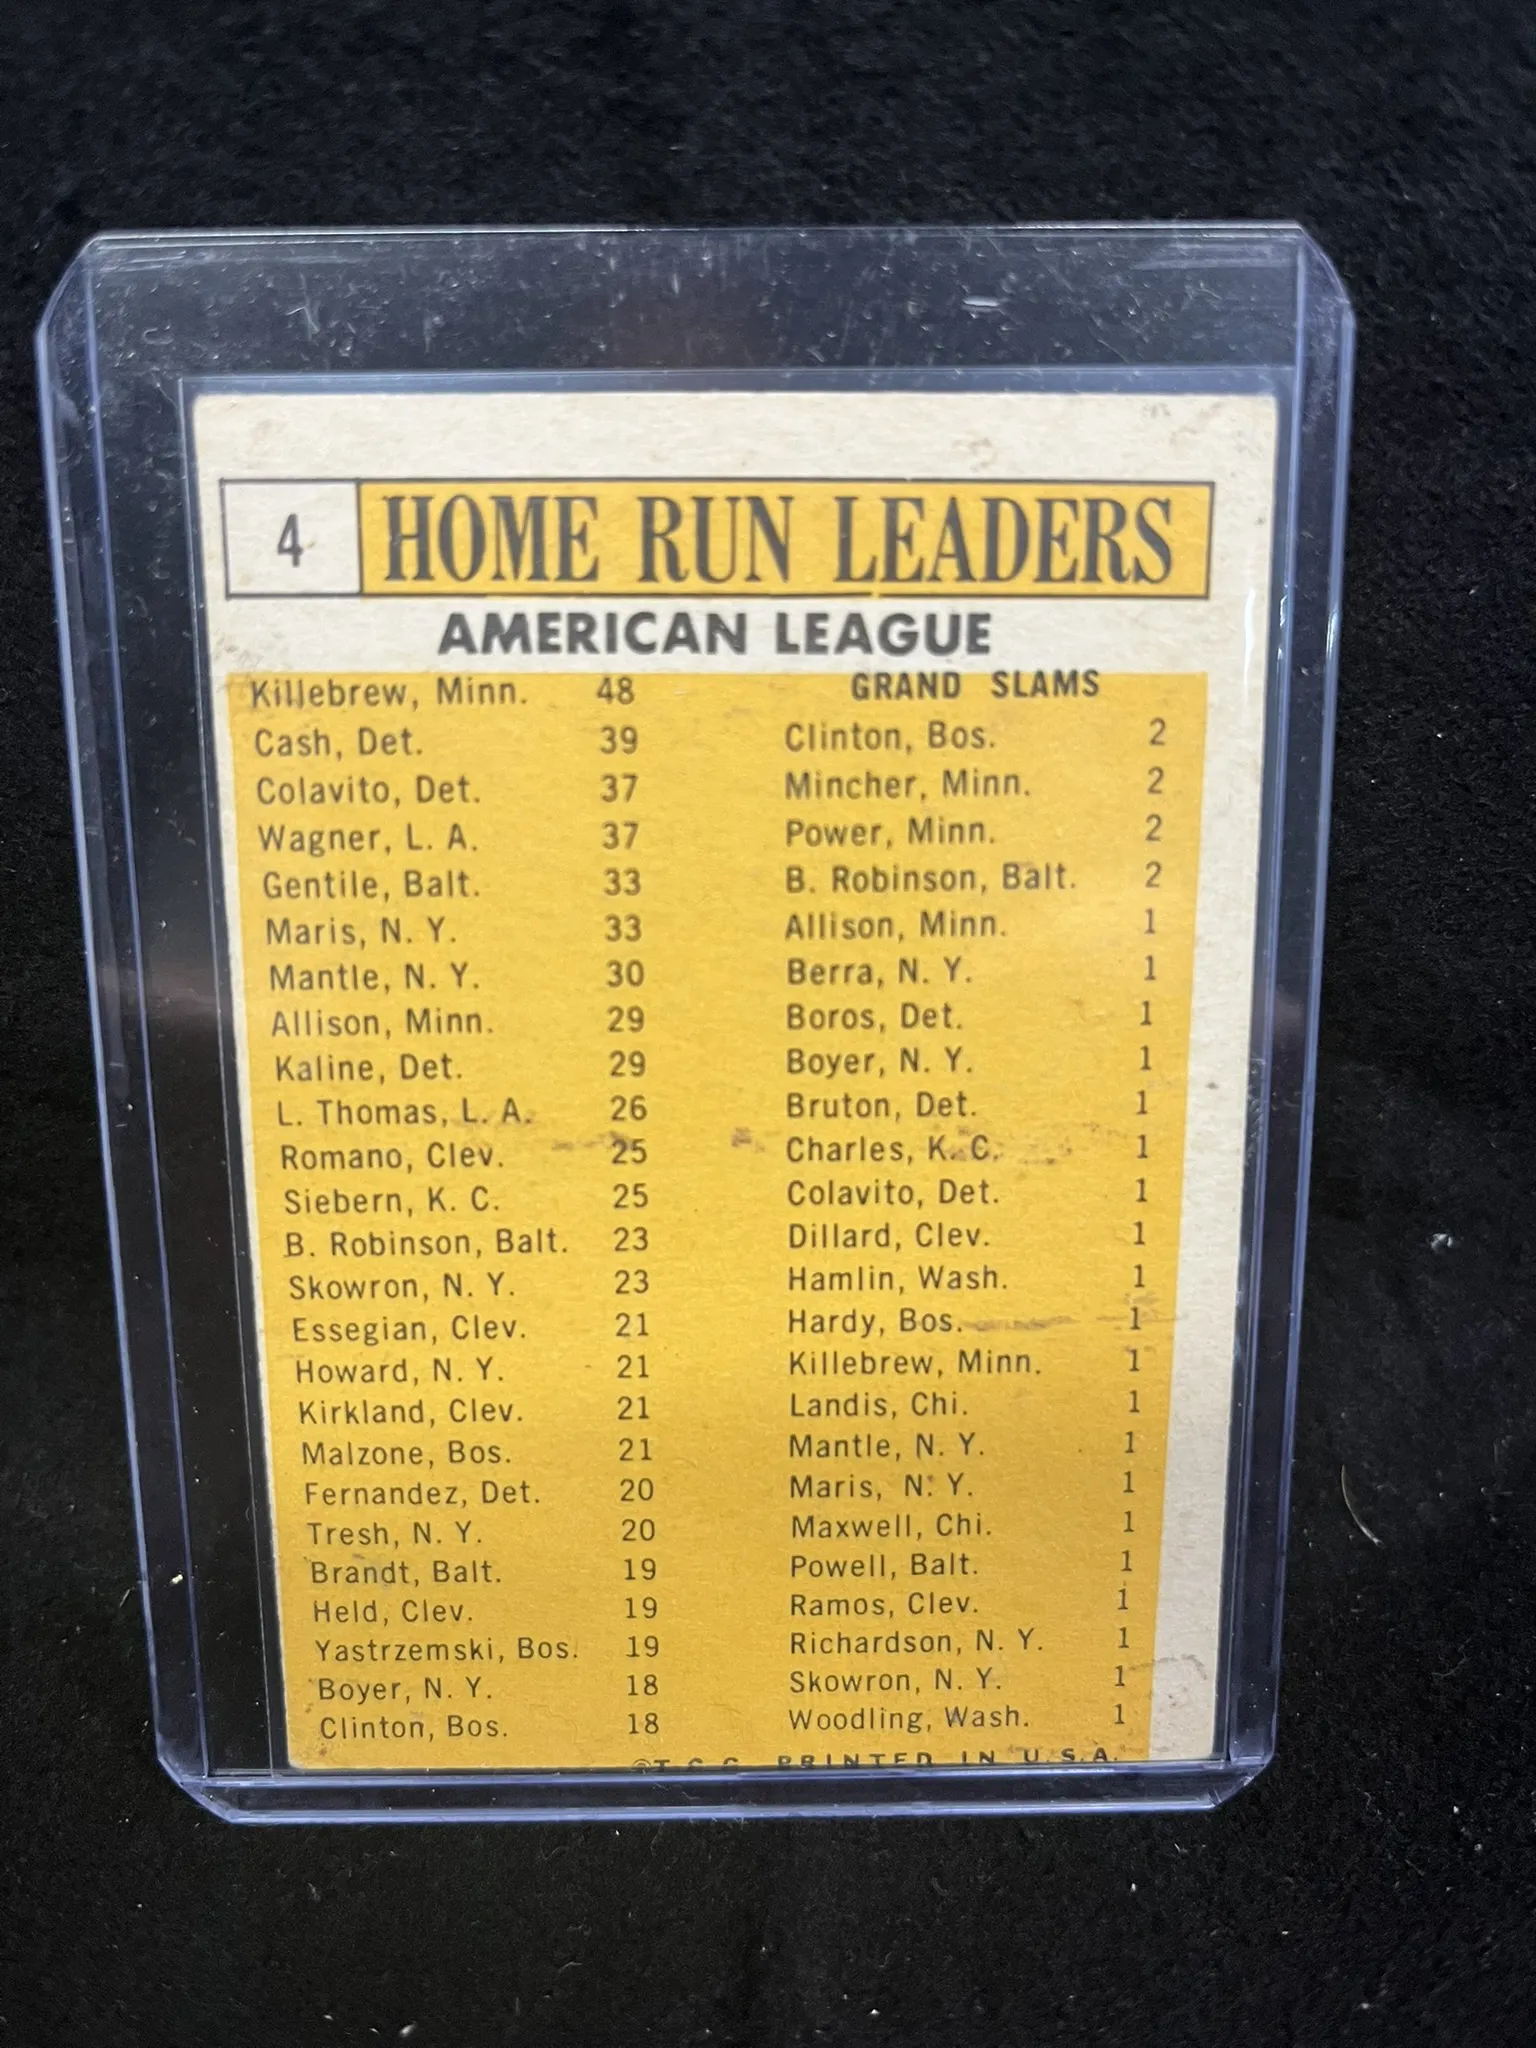 4 HOME RUN LEADERS
AMERICAN LEAGUE
Killebrew, Minn. 48
Cash, Det. 39
Colavito, Det. 37
Wagner, L. A. 37
Gentile, Balt. 33
Maris, N. Y. 33
Mantle, N. Y. 30
Allison, Minn. 29
Kaline, Det. 29
L. Thomas, L. A. 26
Romano, Clev. 25
Siebern, K. C. 25
B. Robinson, Balt. 23
Skowron, N. Y. 23
Essegian, Clev. 21
Howard, N. Y. 21
Kirkland, Clev. 21
Malzone, Bos. 21
Fernandez, Det. 20
Tresh, N. Y. 20
Brandt, Balt. 19
Held, Clev. 19
Yastrzemski, Bos. 19
Boyer, N. Y. 18
Clinton, Bos. 18
GRAND SLAMS
Clinton, Bos. 2
Mincher, Minn. 2
Power, Minn. 2
B. Robinson, Balt. 2
Allison, Minn. 1
Berra, N. Y. 1
Boros, Det. 1
Boyer, N. Y. 1
Bruton, Det. 1
Charles, K. C. 1
Colavito, Det. 1
Dillard, Clev. 1
Hamlin, Wash. 1
Hardy, Bos. 1
Killebrew, Minn. 1
Landis, Chi. 1
Mantle, N. Y. 1
Maris, N. Y. 1
Maxwell, Chi. 1
Powell, Balt. 1
Ramos, Clev. 1
Richardson, N. Y. 1
Skowron, N. Y. 1
Woodling, Wash. 1
©T.C.G. PRINTED IN U.S.A.